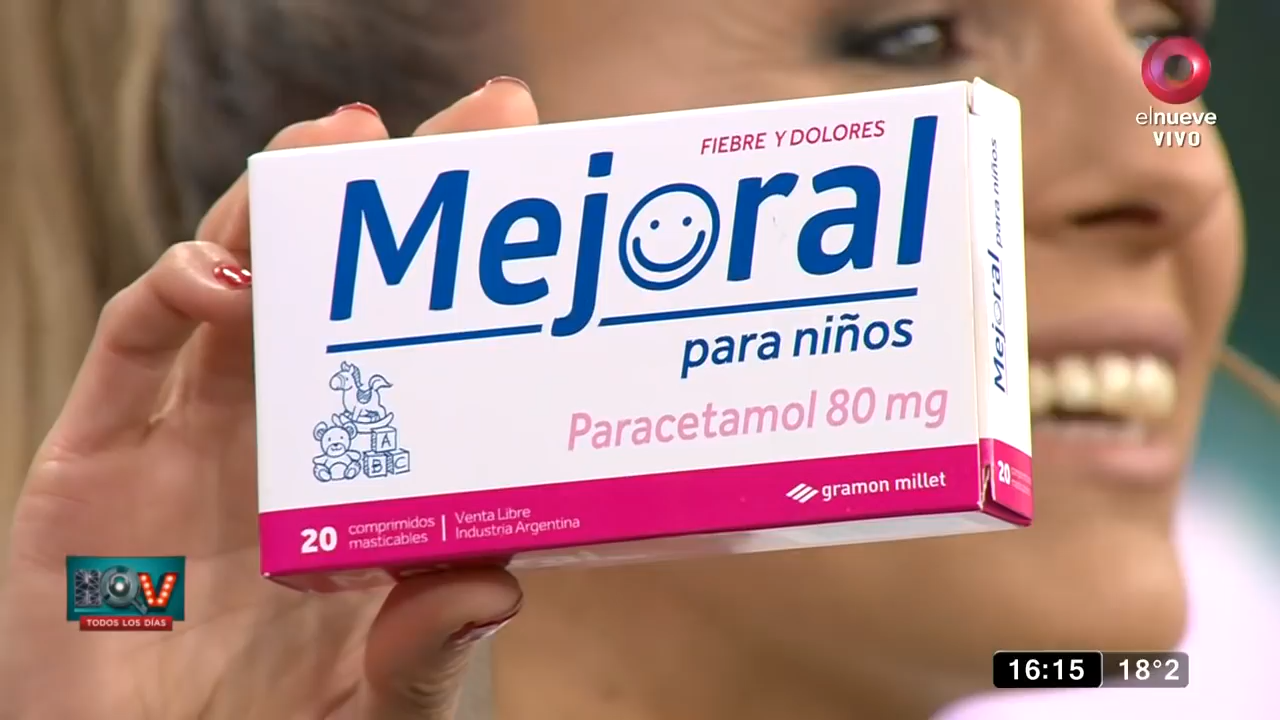 FIEBRE Y DOLORES
Mejoral
para niños
Paracetamol 80 mg
gramon millet
20 comprimidos masticables
Venta Libre
Industria Argentina
Mejoral para niños
20
A
B C
elnueve
VIVO
TODOS LOS DÍAS
16:15 18°2